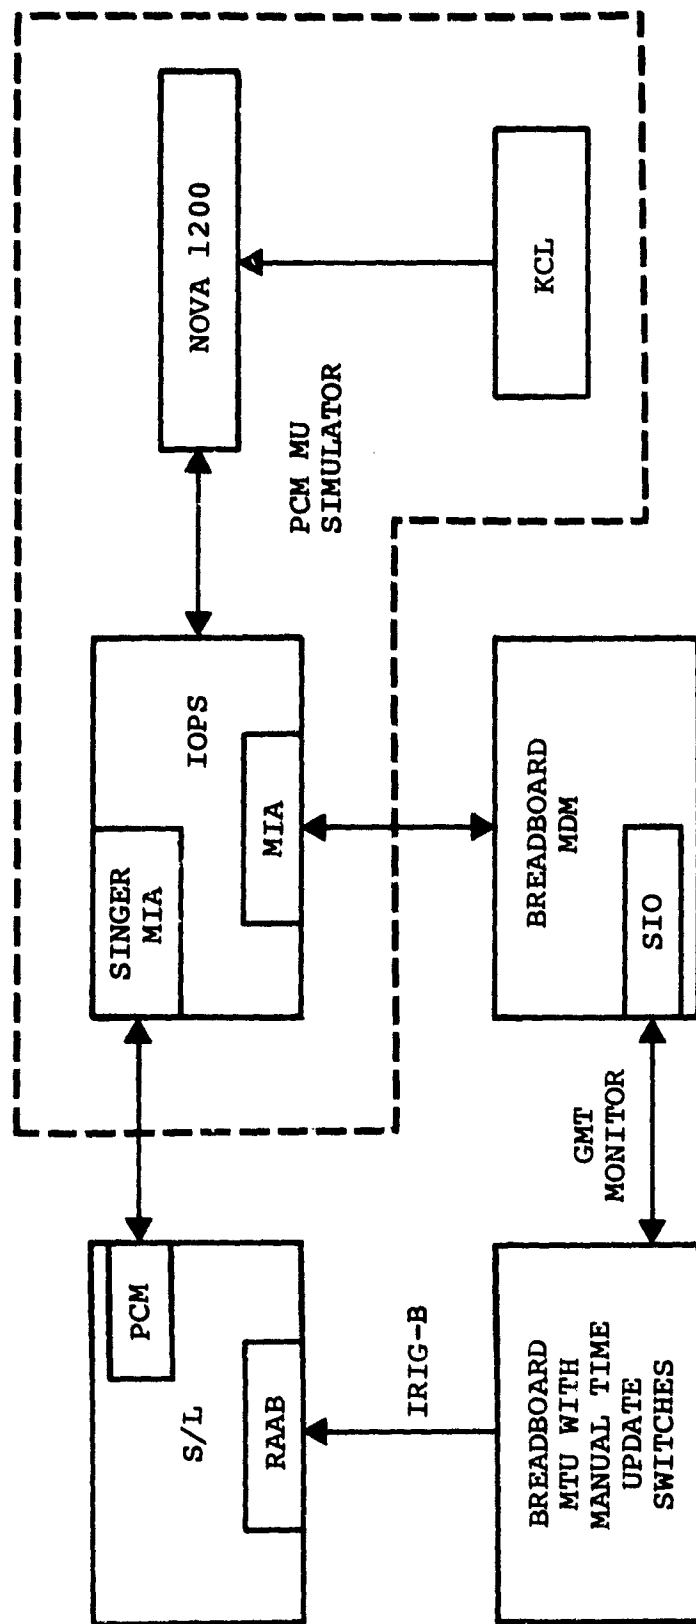 S/L
PCM
RAAB
SINGER
MIA
IOPS
MIA
NOVA 1200
PCM MU
SIMULATOR
KCL
IRIG-B
BREADBOARD
MTU WITH
MANUAL TIME
UPDATE
SWITCHES
GMT
MONITOR
BREADBOARD
MDM
SIO